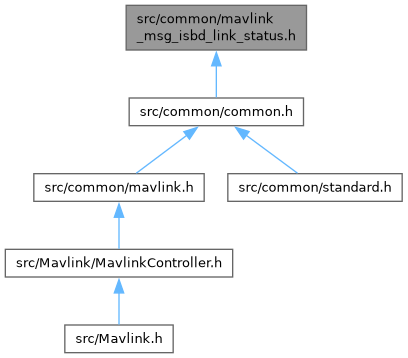 src/common/mavlink
_msg_isbd_link_status.h
src/common/common.h
src/common/mavlink.h
src/common/standard.h
src/Mavlink/MavlinkController.h
src/Mavlink.h